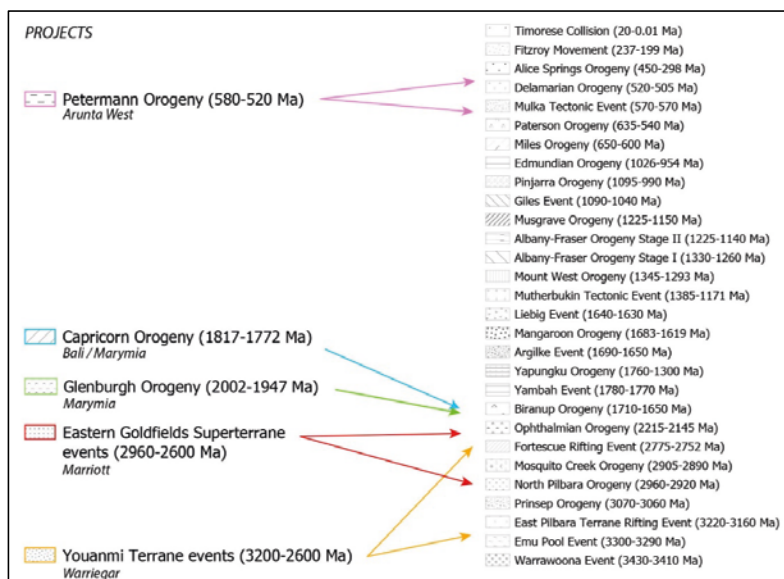 PROJECTS
Petermann Orogeny (580-520 Ma)
Arunta West
Capricorn Orogeny (1817-1772 Ma)
Bali / Marymia
Glenburgh Orogeny (2002-1947 Ma)
Marymia
Eastern Goldfields Superterrane
events (2960-2600 Ma)
Marriott
Youanmi Terrane events (3200-2600 Ma)
Warriegar
Timorese Collision (20-0.01 Ma)
Fitzroy Movement (237-199 Ma)
Alice Springs Orogeny (450-298 Ma)
Delamarian Orogeny (520-505 Ma)
Mulka Tectonic Event (570-570 Ma)
Paterson Orogeny (635-540 Ma)
Miles Orogeny (650-600 Ma)
Edmundian Orogeny (1026-954 Ma)
Pinjarra Orogeny (1095-990 Ma)
Giles Event (1090-1040 Ma)
Musgrave Orogeny (1225-1150 Ma)
Albany-Fraser Orogeny Stage II (1225-1140 Ma)
Albany-Fraser Orogeny Stage I (1330-1260 Ma)
Mount West Orogeny (1345-1293 Ma)
Mutherbukin Tectonic Event (1385-1171 Ma)
Liebig Event (1640-1630 Ma)
Mangaroon Orogeny (1683-1619 Ma)
Argilke Event (1690-1650 Ma)
Yapungku Orogeny (1760-1300 Ma)
Yambah Event (1780-1770 Ma)
Biranup Orogeny (1710-1650 Ma)
Ophthalmian Orogeny (2215-2145 Ma)
Fortescue Rifting Event (2775-2752 Ma)
Mosquito Creek Orogeny (2905-2890 Ma)
North Pilbara Orogeny (2960-2920 Ma)
Prinsep Orogeny (3070-3060 Ma)
East Pilbara Terrane Rifting Event (3220-3160 Ma)
Emu Pool Event (3300-3290 Ma)
Warrawoona Event (3430-3410 Ma)